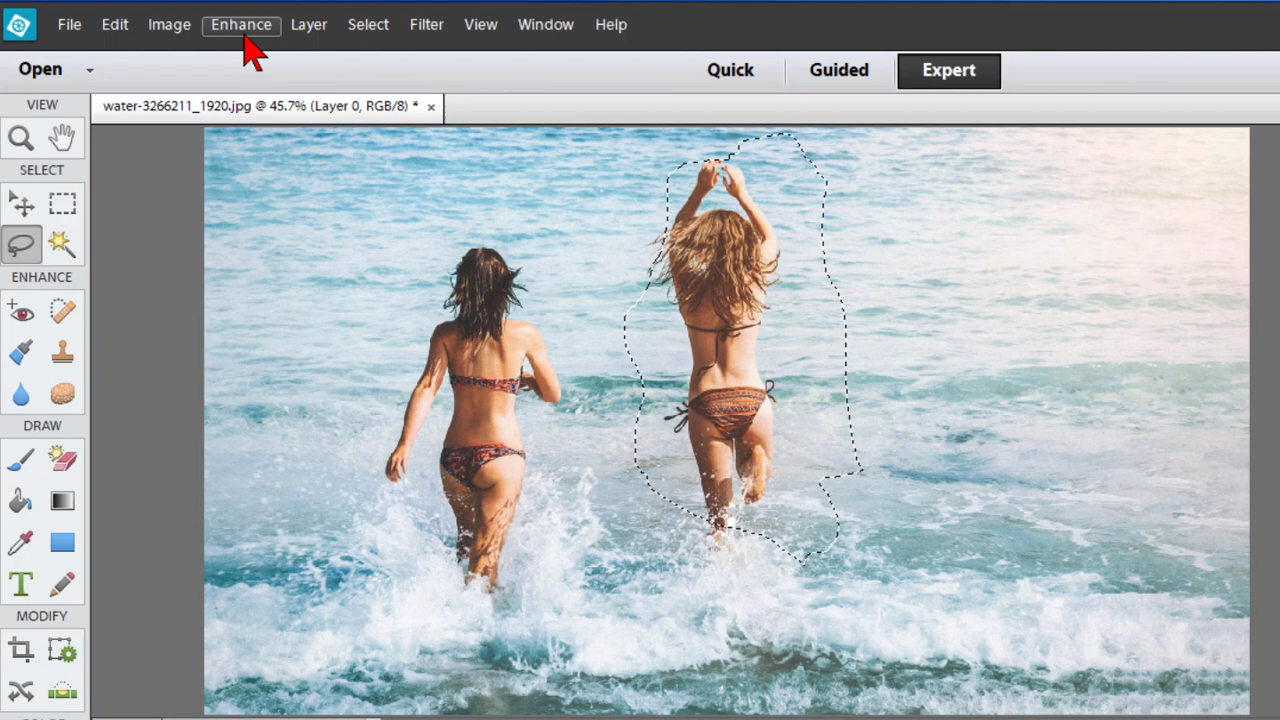 File Edit Image Enhance Layer Select Filter View Window Help
Open Quick Guided Expert
VIEW water-3266211_1920.jpg @ 45.7% (Layer 0, RGB/8) * ×
SELECT
ENHANCE
DRAW
T
MODIFY